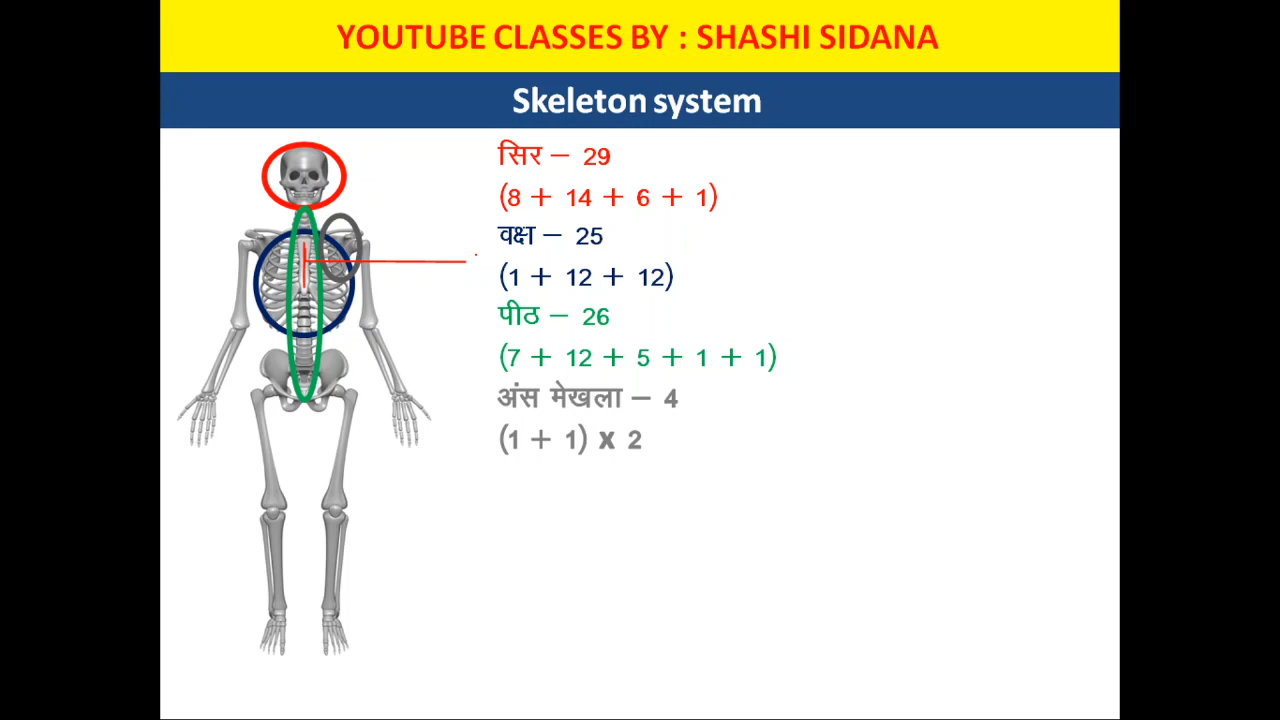 YOUTUBE CLASSES BY : SHASHI SIDANA
Skeleton system
सिर – 29
(8 + 14 + 6 + 1)
वक्ष – 25
(1 + 12 + 12)
पीठ – 26
(7 + 12 + 5 + 1 + 1)
अंस मेखला – 4
(1 + 1) x 2